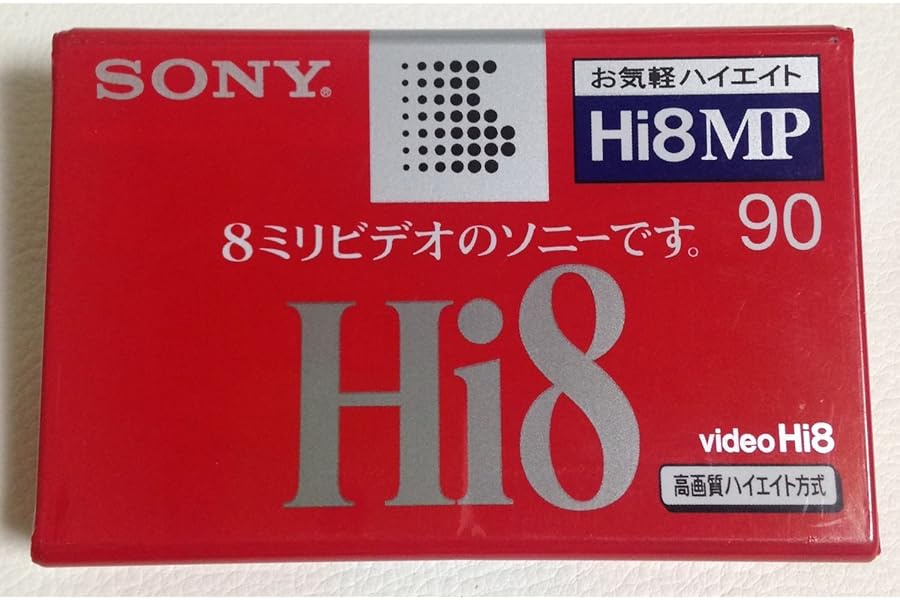 SONY®
お気軽ハイエイト
Hi8MP
90
8ミリビデオのソニーです。
Hi8
video Hi8
高画質ハイエイト方式